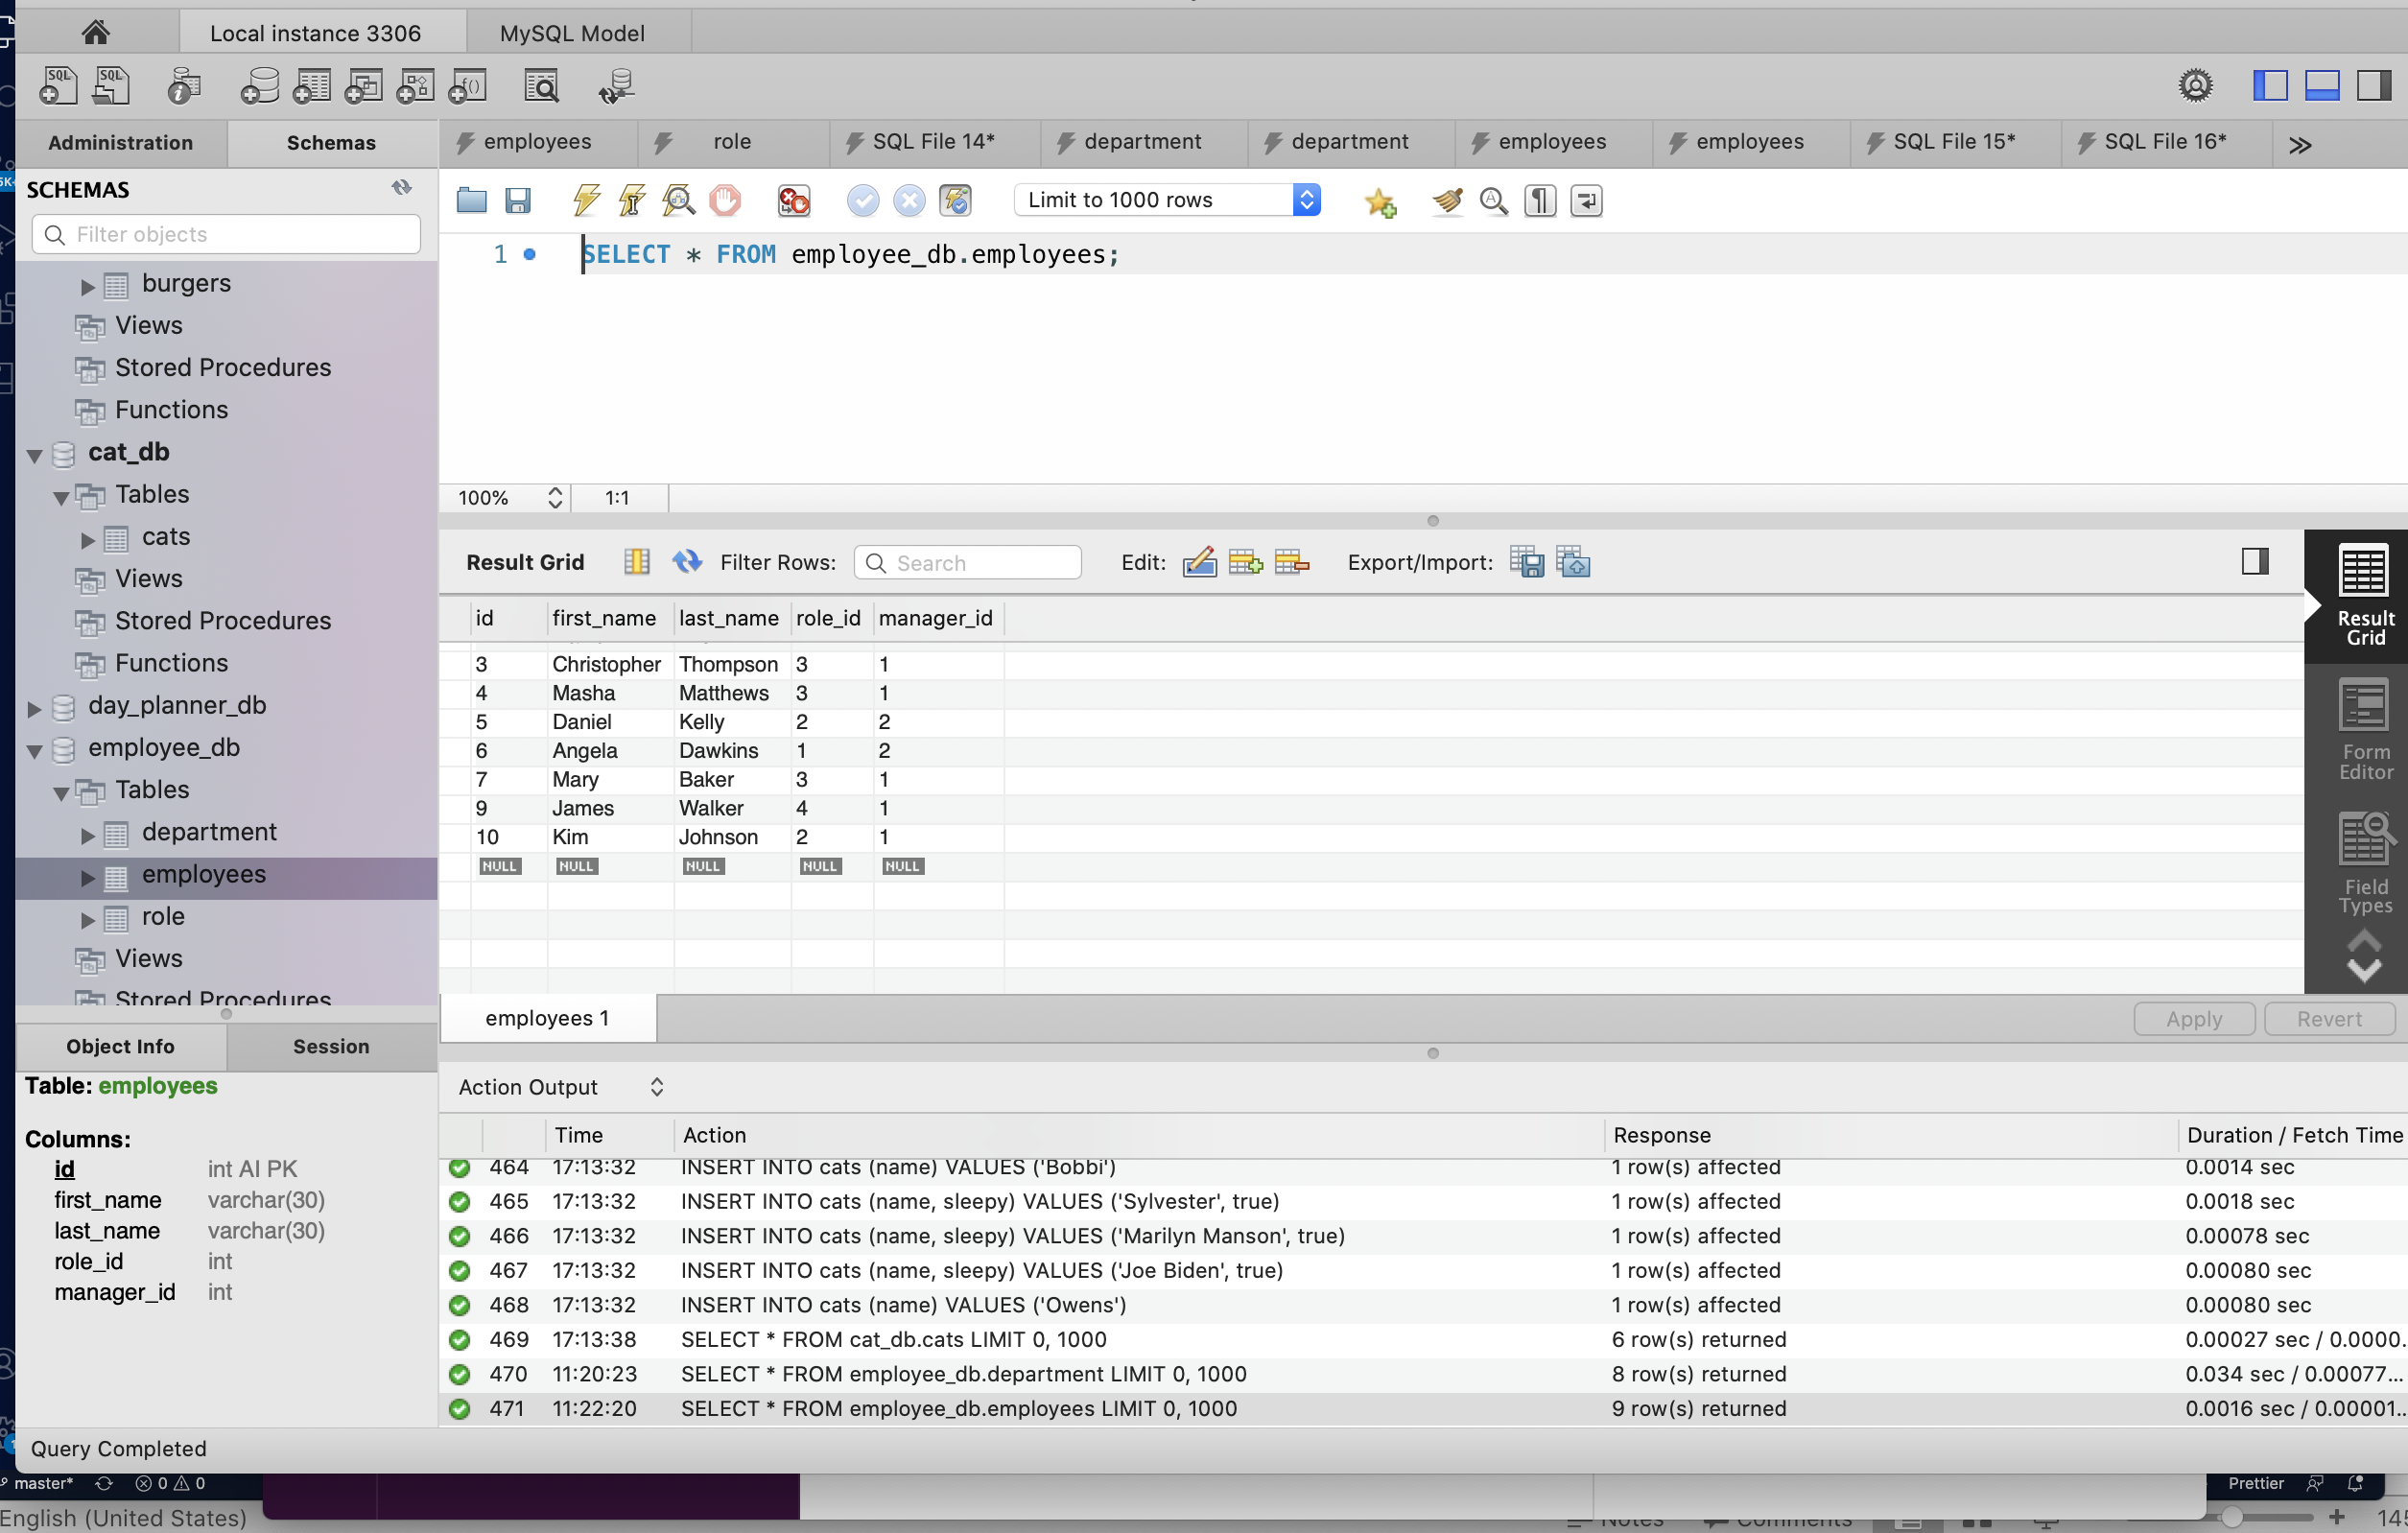 Local instance 3306
MySQL Model
SQL
SQL
Administration
Schemas
employees
role
SQL File 14*
department
department
employees
employees
SQL File 15*
SQL File 16*
SCHEMAS
Filter objects
Limit to 1000 rows
1
SELECT * FROM employee_db.employees;
burgers
Views
Stored Procedures
Functions
cat_db
Tables
cats
Views
Stored Procedures
Functions
day_planner_db
employee_db
Tables
department
employees
role
Views
Stored Procedures
100%
1:1
Result Grid
Filter Rows:
Search
Edit:
Export/Import:
id first_name last_name role_id manager_id
3 Christopher Thompson 3 1
4 Masha Matthews 3 1
5 Daniel Kelly 2 2
6 Angela Dawkins 1 2
7 Mary Baker 3 1
9 James Walker 4 1
10 Kim Johnson 2 1
NULL NULL NULL NULL NULL
Result
Grid
Form
Editor
Field
Types
employees 1
Apply
Revert
Object Info
Session
Table: employees
Columns:
id int AI PK
first_name varchar(30)
last_name varchar(30)
role_id int
manager_id int
Action Output
Time Action Response Duration / Fetch Time
464 17:13:32 INSERT INTO cats (name) VALUES ('Bobbi') 1 row(s) affected 0.0014 sec
465 17:13:32 INSERT INTO cats (name, sleepy) VALUES ('Sylvester', true) 1 row(s) affected 0.0018 sec
466 17:13:32 INSERT INTO cats (name, sleepy) VALUES ('Marilyn Manson', true) 1 row(s) affected 0.00078 sec
467 17:13:32 INSERT INTO cats (name, sleepy) VALUES ('Joe Biden', true) 1 row(s) affected 0.00080 sec
468 17:13:32 INSERT INTO cats (name) VALUES ('Owens') 1 row(s) affected 0.00080 sec
469 17:13:38 SELECT * FROM cat_db.cats LIMIT 0, 1000 6 row(s) returned 0.00027 sec / 0.0000...
470 11:20:23 SELECT * FROM employee_db.department LIMIT 0, 1000 8 row(s) returned 0.034 sec / 0.00077...
471 11:22:20 SELECT * FROM employee_db.employees LIMIT 0, 1000 9 row(s) returned 0.0016 sec / 0.00001...
Query Completed
master*
0
0
Prettier
English (United States)
Notes
Comments